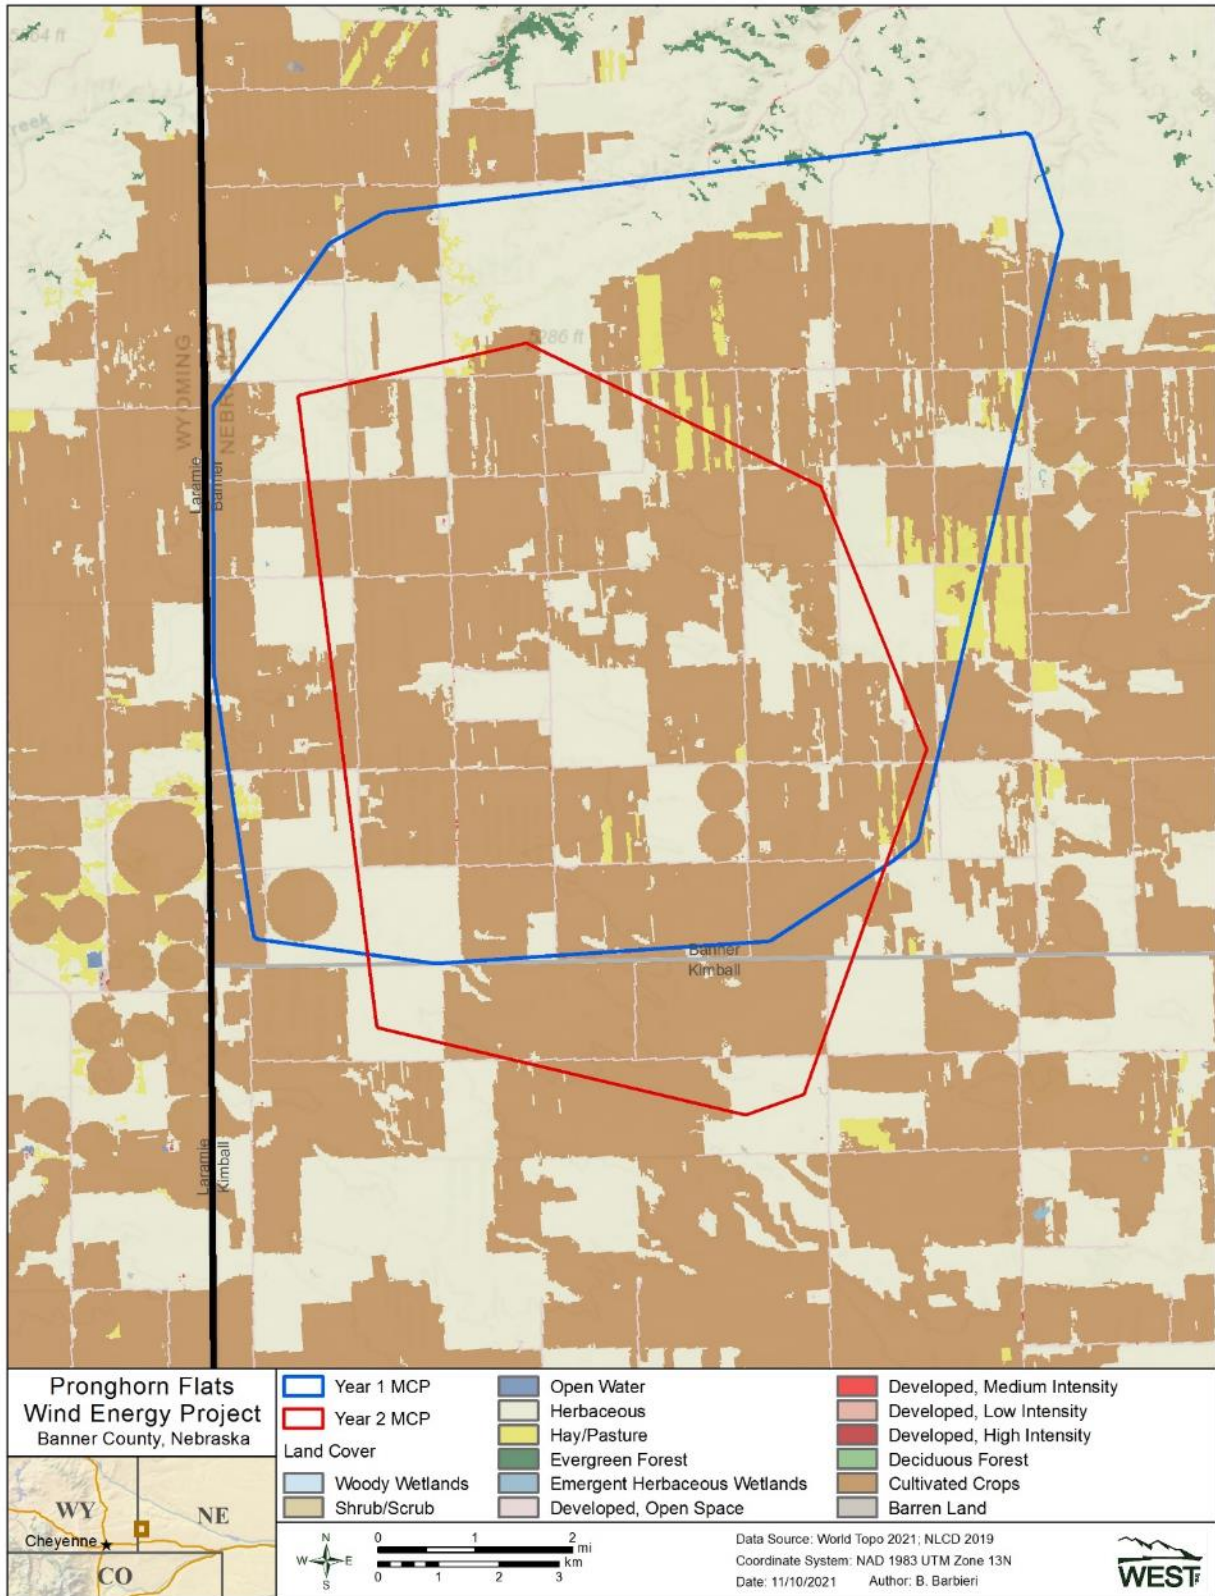 reek
5286 ft
WYOMING
Laramie
Banner
Banner
Kimball
Laramie
Kimball
Pronghorn Flats
Wind Energy Project
Banner County, Nebraska
WY
NE
Cheyenne
CO
Year 1 MCP
Year 2 MCP
Land Cover
Woody Wetlands
Shrub/Scrub
Open Water
Herbaceous
Hay/Pasture
Evergreen Forest
Emergent Herbaceous Wetlands
Developed, Open Space
Developed, Medium Intensity
Developed, Low Intensity
Developed, High Intensity
Deciduous Forest
Cultivated Crops
Barren Land
N
W E
S
0 1 2
mi
km
0 1 2 3
Data Source: World Topo 2021; NLCD 2019
Coordinate System: NAD 1983 UTM Zone 13N
Date: 11/10/2021 Author: B. Barbieri
WEST